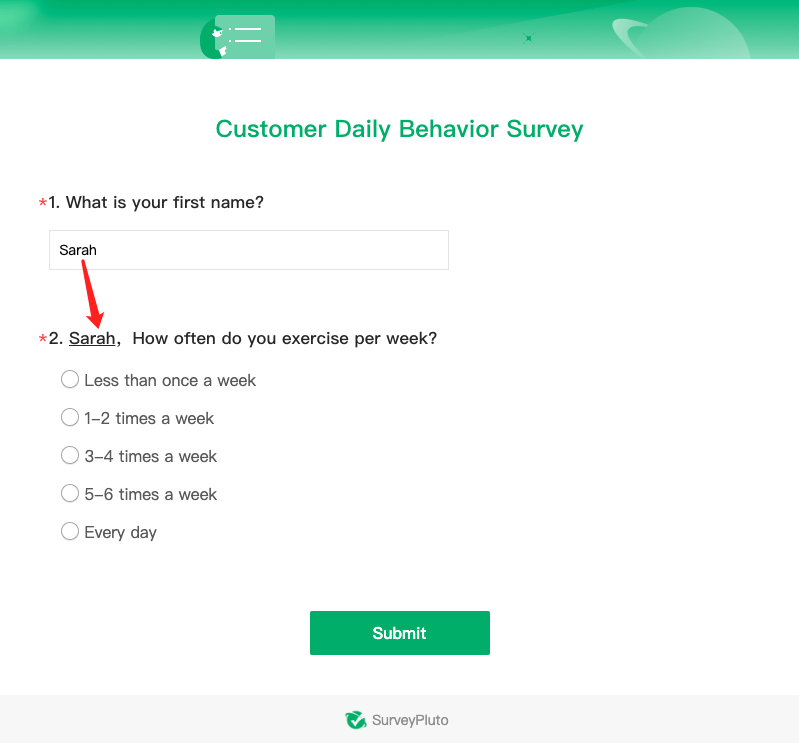 Customer Daily Behavior Survey
*1. What is your first name?
Sarah
*2. Sarah，How often do you exercise per week?
Less than once a week
1–2 times a week
3–4 times a week
5–6 times a week
Every day
Submit
SurveyPluto